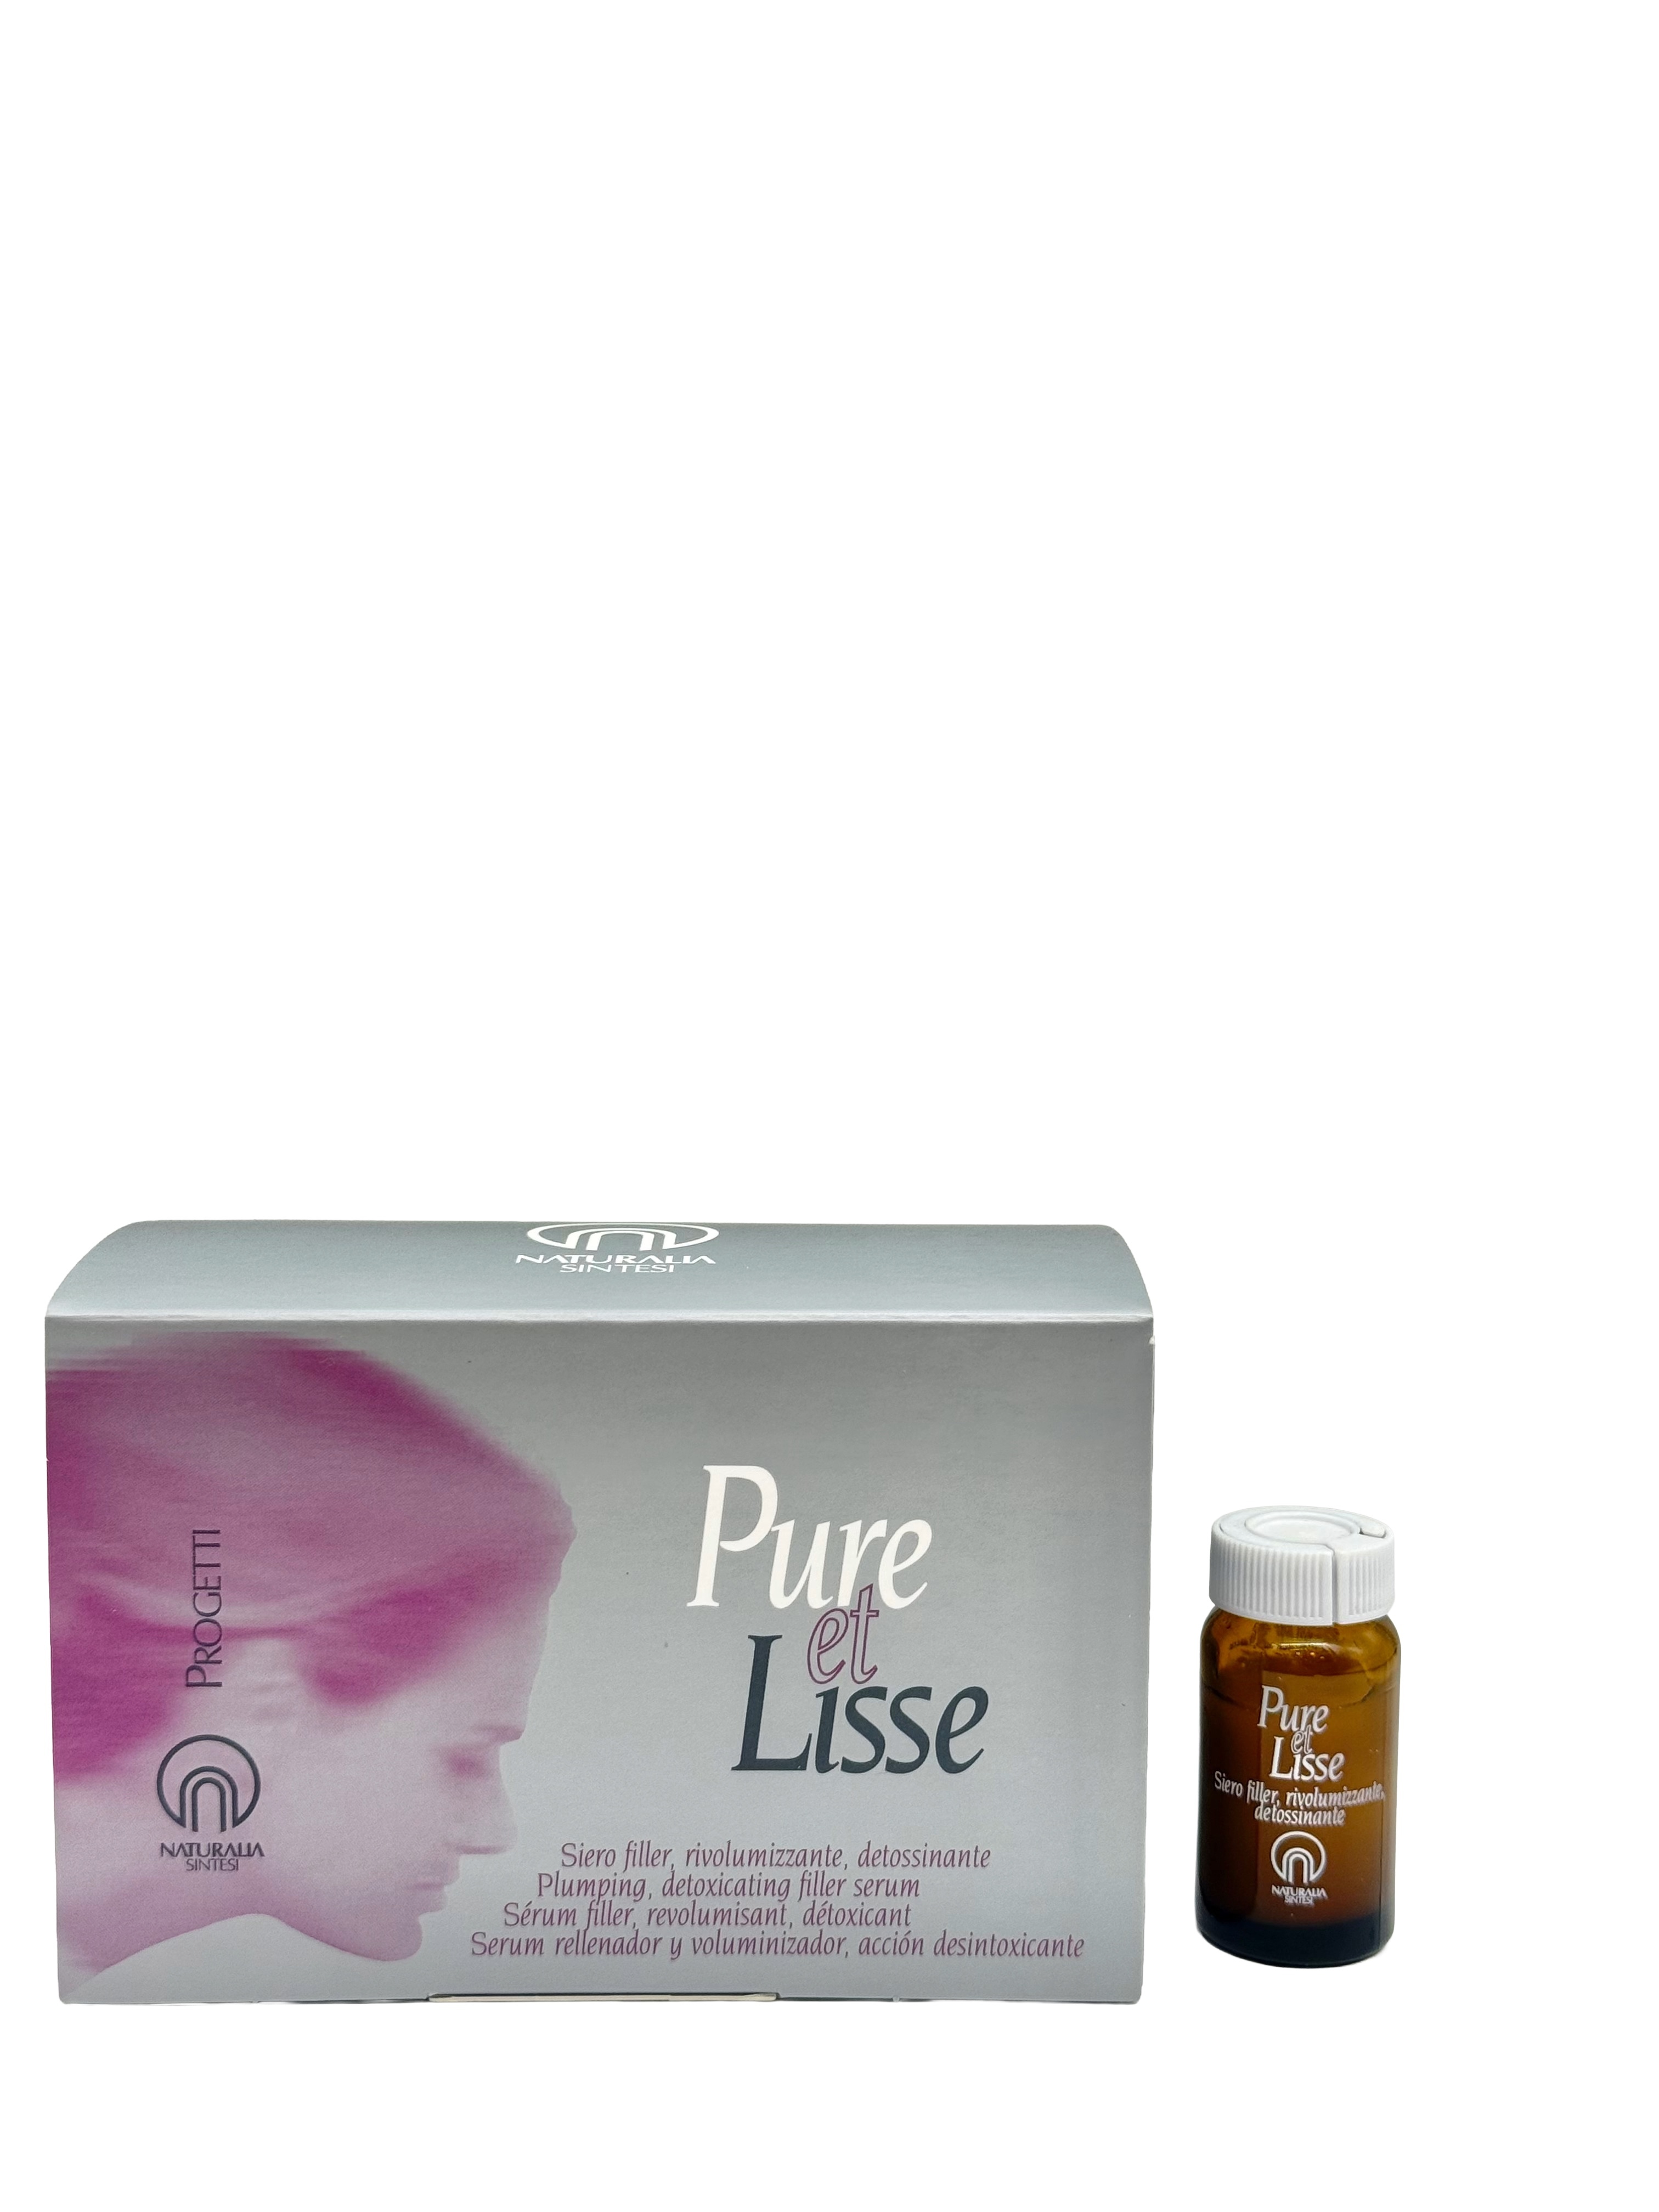 NATURALIA
SINTESI
PROGETTI
NATURALIA
SINTESI
Pure
et
Lisse
Siero filler, rivolumizzante, detossinante
Plumping, detoxicating filler serum
Sérum filler, revolumisant, détoxicant
Serum rellenador y voluminizador, acción desintoxicante
Pure
et
Lisse
Siero filler, rivolumizzante,
detossinante
NATURALIA
SINTESI